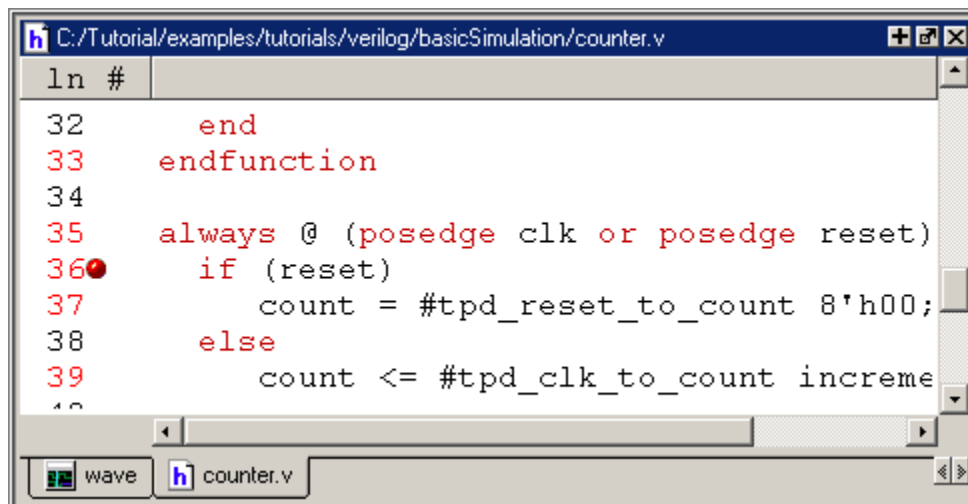 C:/Tutorial/examples/tutorials/verilog/basicSimulation/counter.v
ln #
32 end
33 endfunction
34
35 always @ (posedge clk or posedge reset)
36 if (reset)
37 count = #tpd_reset_to_count 8'h00;
38 else
39 count <= #tpd_clk_to_count increme
wave counter.v